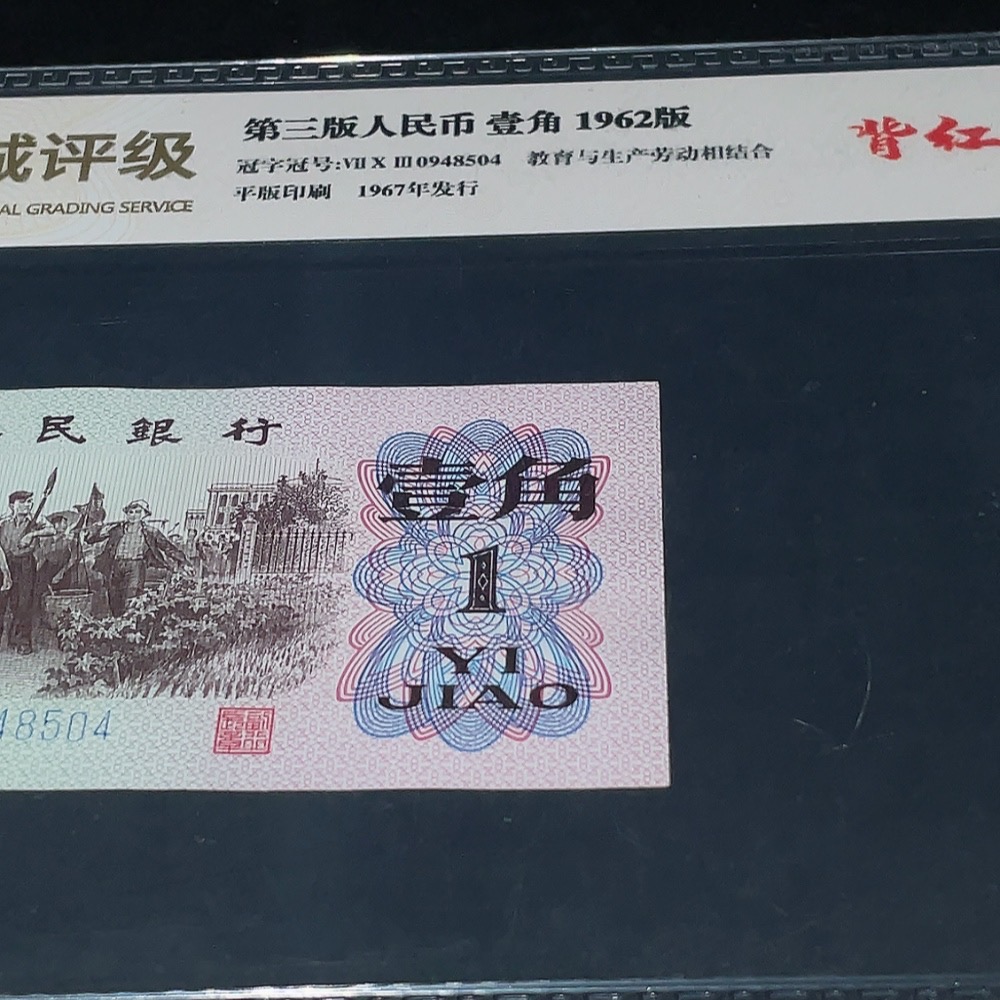 评级
AL GRADING SERVICE
第三版人民币 壹角 1962版
冠字冠号:VII X III 0948504 教育与生产劳动相结合
平版印刷 1967年发行
背红
民銀行
壹角
1
YI
JIAO
48504